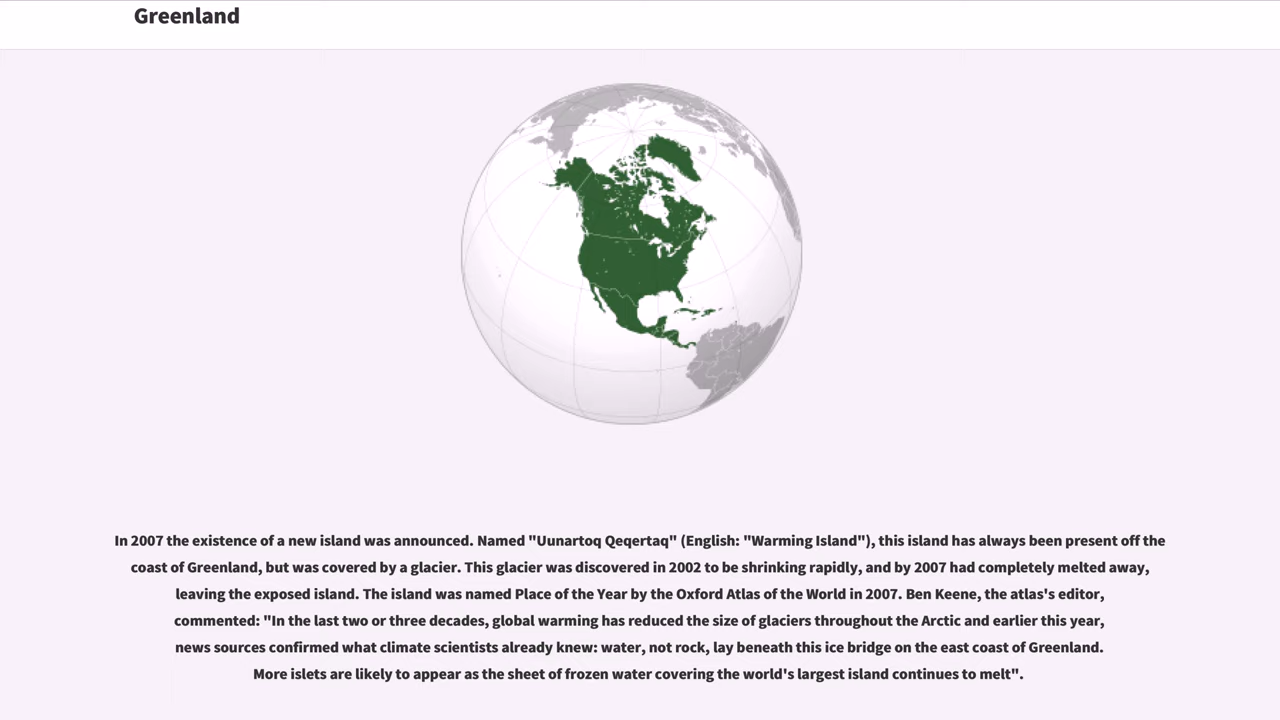 Greenland
In 2007 the existence of a new island was announced. Named "Uunartoq Qeqertaq" (English: "Warming Island"), this island has always been present off the
coast of Greenland, but was covered by a glacier. This glacier was discovered in 2002 to be shrinking rapidly, and by 2007 had completely melted away,
leaving the exposed island. The island was named Place of the Year by the Oxford Atlas of the World in 2007. Ben Keene, the atlas's editor,
commented: "In the last two or three decades, global warming has reduced the size of glaciers throughout the Arctic and earlier this year,
news sources confirmed what climate scientists already knew: water, not rock, lay beneath this ice bridge on the east coast of Greenland.
More islets are likely to appear as the sheet of frozen water covering the world's largest island continues to melt".